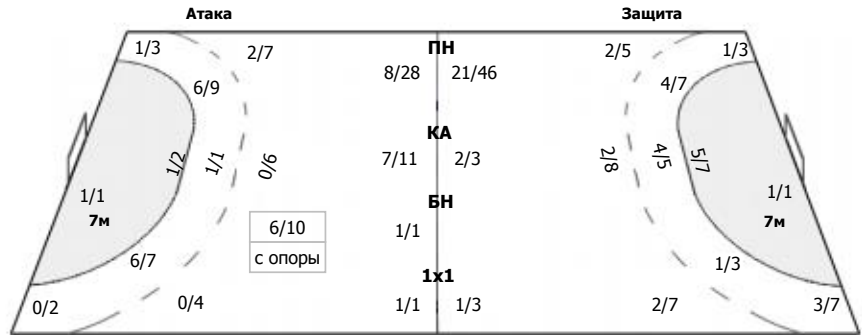 Атака Защита
1/3 2/7 ПН 2/5 1/3
6/9 8/28 21/46 4/7
КА
1/2 1/1 0/6 7/11 2/3 2/8 4/5 5/7
1/1 БН 1/1
7м 6/10 1/1 7м
6/7 с опоры 1/3
1x1
0/2 0/4 1/1 1/3 2/7 3/7